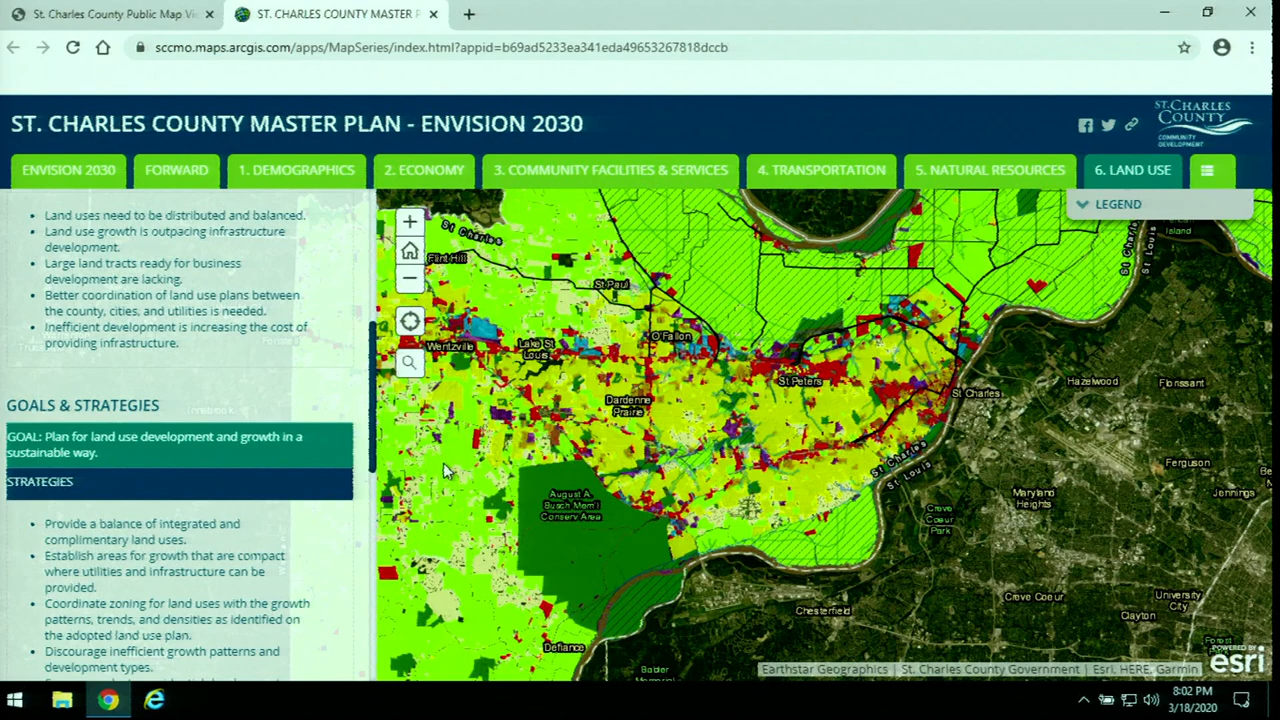 St. Charles County Public Map Vi
ST. CHARLES COUNTY MASTER P
sccmo.maps.arcgis.com/apps/MapSeries/index.html?appid=b69ad5233ea341eda49653267818dccb
ST. CHARLES COUNTY MASTER PLAN - ENVISION 2030
ST. CHARLES
COUNTY
COMMUNITY
DEVELOPMENT
ENVISION 2030
FORWARD
1. DEMOGRAPHICS
2. ECONOMY
3. COMMUNITY FACILITIES & SERVICES
4. TRANSPORTATION
5. NATURAL RESOURCES
6. LAND USE
LEGEND
• Land uses need to be distributed and balanced.
• Land use growth is outpacing infrastructure
development.
• Large land tracts ready for business
development are lacking.
• Better coordination of land use plans between
the county, cities, and utilities is needed.
• Inefficient development is increasing the cost of
providing infrastructure.
GOALS & STRATEGIES
GOAL: Plan for land use development and growth in a
sustainable way.
STRATEGIES
• Provide a balance of integrated and
complimentary land uses.
• Establish areas for growth that are compact
where utilities and infrastructure can be
provided.
• Coordinate zoning for land uses with the growth
patterns, trends, and densities as identified on
the adopted land use plan.
• Discourage inefficient growth patterns and
development types.
St Charles
Flint Hill
St Paul
St Charles
St Louis
Island
Wentzville
Lake St
Louis
O'Fallon
St Peters
Dardenne
Prairie
St Charles
Hazelwood
Florissant
St Charles
St Louis
August A.
Busch Mem'l
Conserv Area
Ferguson
Jennings
Maryland
Heights
Creve
Coeur
Park
Creve Coeur
University
City
Clayton
Chesterfield
Defiance
Earthstar Geographics | St. Charles County Government | Esri, HERE, Garmin
POWERED BY
esri
8:02 PM
3/18/2020